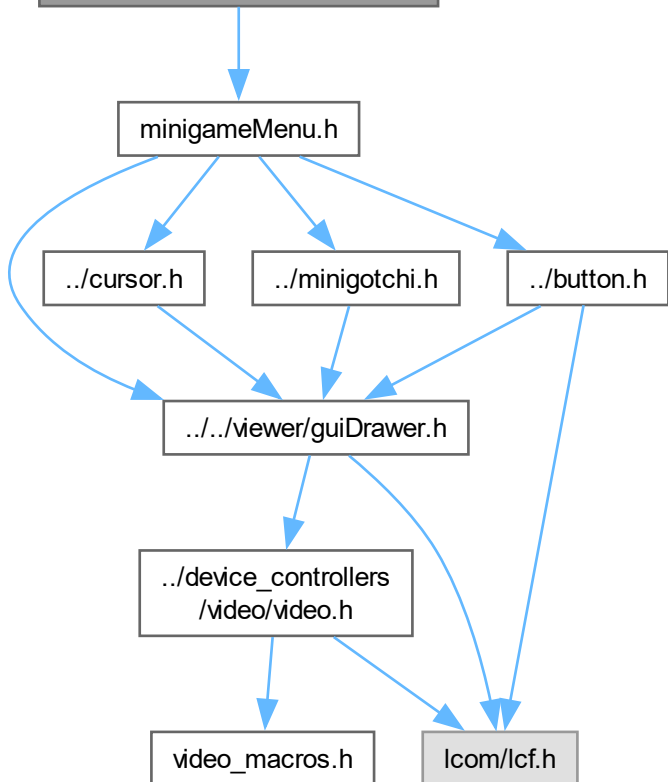 minigameMenu.h
../cursor.h
../minigotchi.h
../button.h
../../viewer/guiDrawer.h
../device_controllers
/video/video.h
video_macros.h
lcom/lcf.h